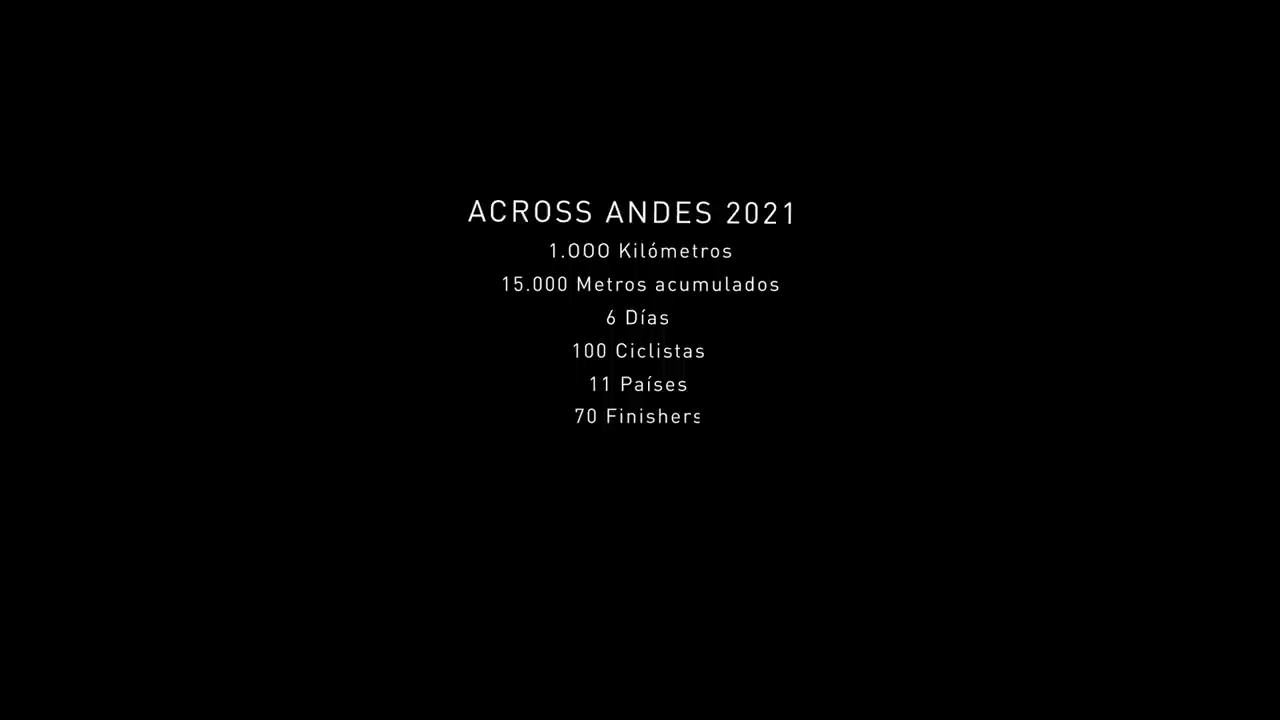 ACROSS ANDES 2021
1.000 Kilómetros
15.000 Metros acumulados
6 Días
100 Ciclistas
11 Países
70 Finishers